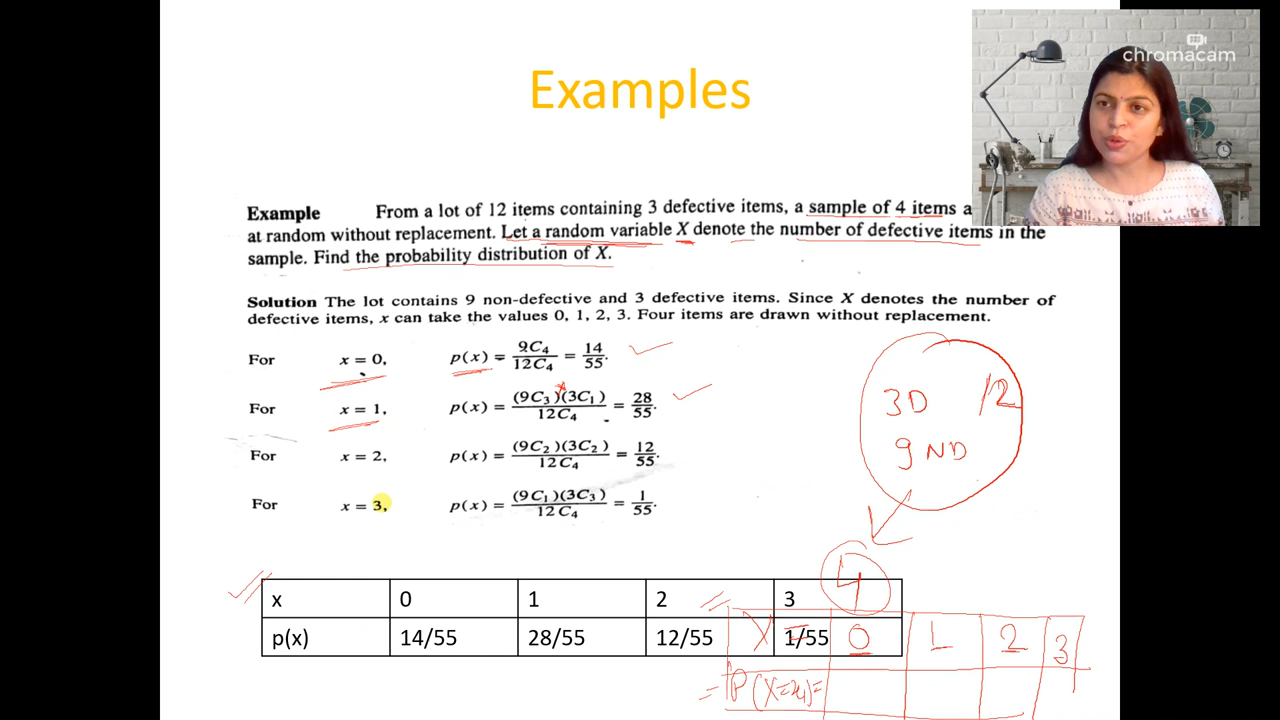 chromacam
Examples
Example From a lot of 12 items containing 3 defective items, a sample of 4 items a
at random without replacement. Let a random variable X denote the number of defective items in the
sample. Find the probability distribution of X.
Solution The lot contains 9 non-defective and 3 defective items. Since X denotes the number of
defective items, x can take the values 0, 1, 2, 3. Four items are drawn without replacement.
For x = 0, p(x) = 9C4 / 12C4 = 14/55.
For x = 1, p(x) = (9C3)(3C1) / 12C4 = 28/55.
For x = 2, p(x) = (9C2)(3C2) / 12C4 = 12/55.
For x = 3, p(x) = (9C1)(3C3) / 12C4 = 1/55.
3D /12
9 ND
4
x 0 1 2 3
p(x) 14/55 28/55 12/55 1/55
X = 0 1 2 3
P(X=x) =